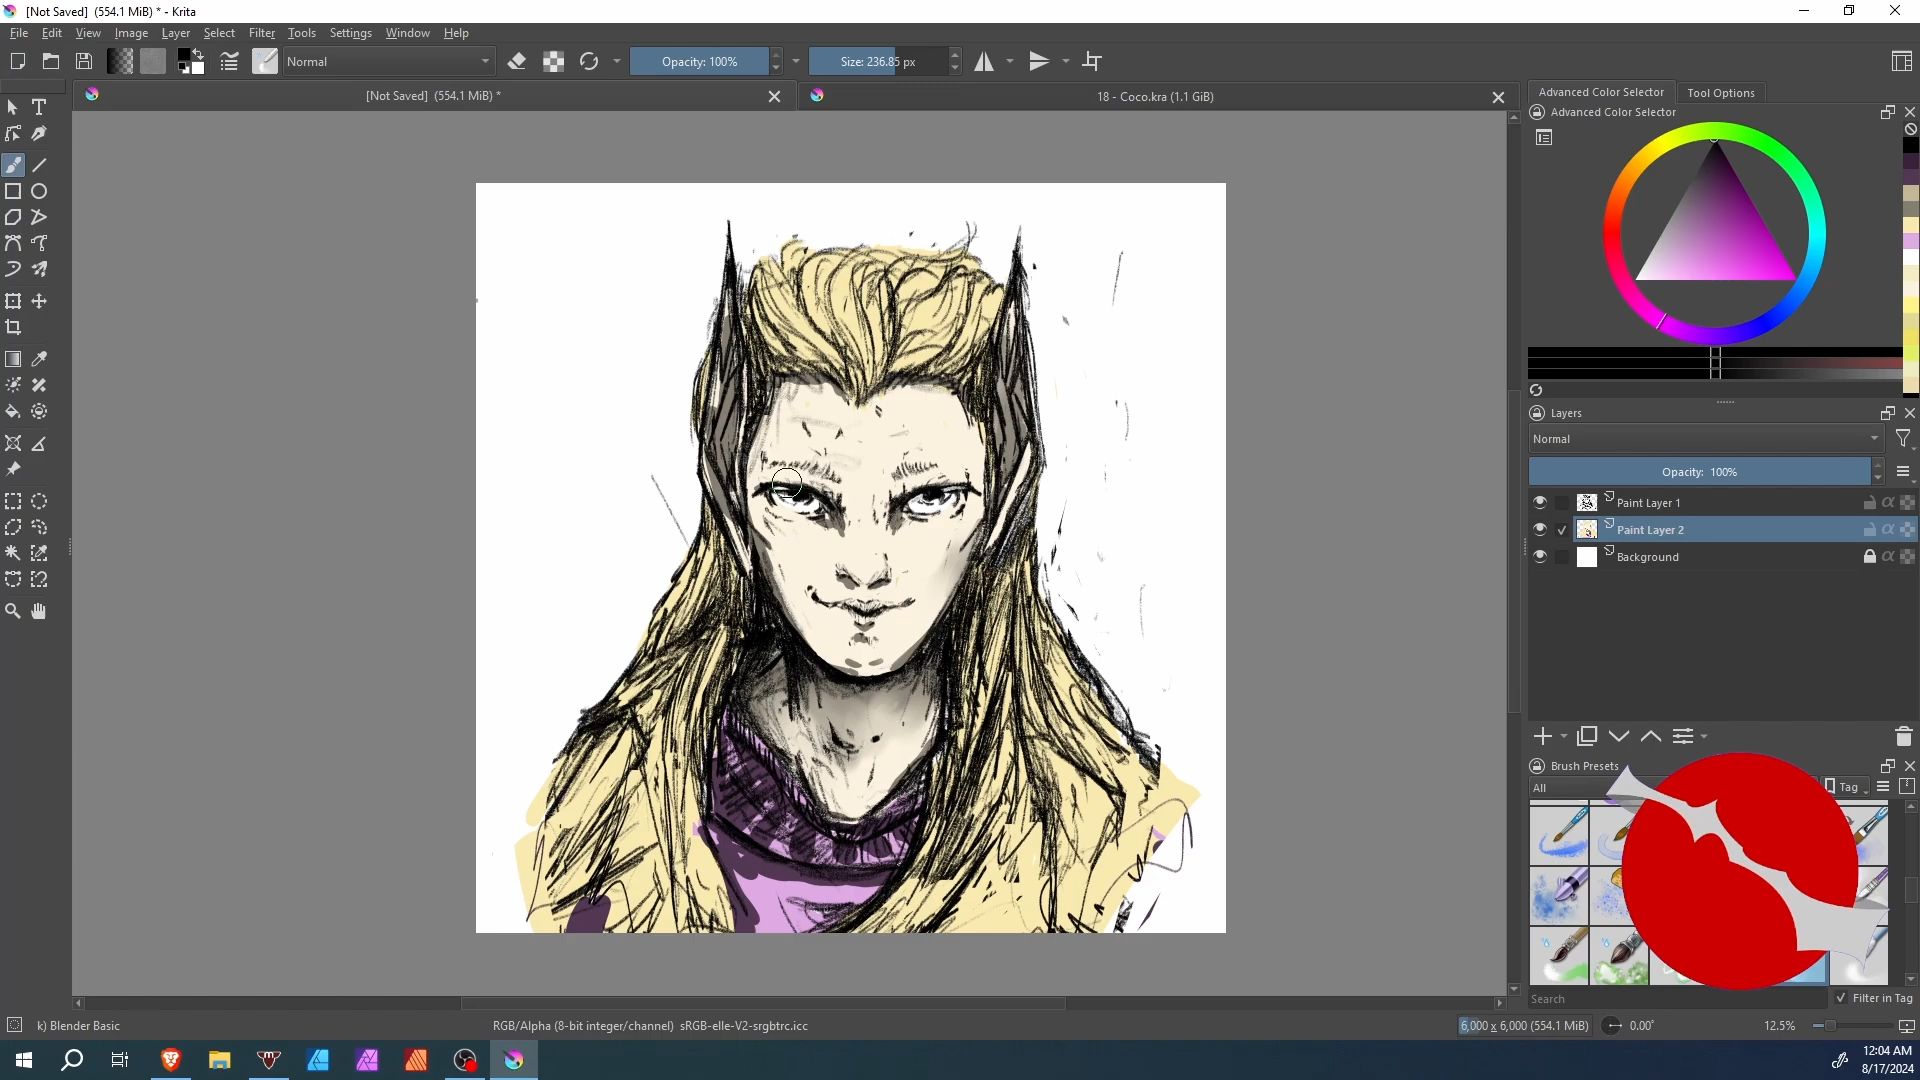 [Not Saved]  (554.1 MiB) * - Krita
File Edit View Image Layer Select Filter Tools Settings Window Help
Normal
Opacity: 100%
Size: 236.85 px
[Not Saved]  (554.1 MiB) *
18 - Coco.kra (1.1 GiB)
Advanced Color Selector
Tool Options
Advanced Color Selector
Layers
Normal
Opacity: 100%
Paint Layer 1
Paint Layer 2
Background
Brush Presets
All
Tag
Search
Filter in Tag
k) Blender Basic
RGB/Alpha (8-bit integer/channel)  sRGB-elle-V2-srgbtrc.icc
6,000 x 6,000 (554.1 MiB)
0.00°
12.5%
12:04 AM
8/17/2024